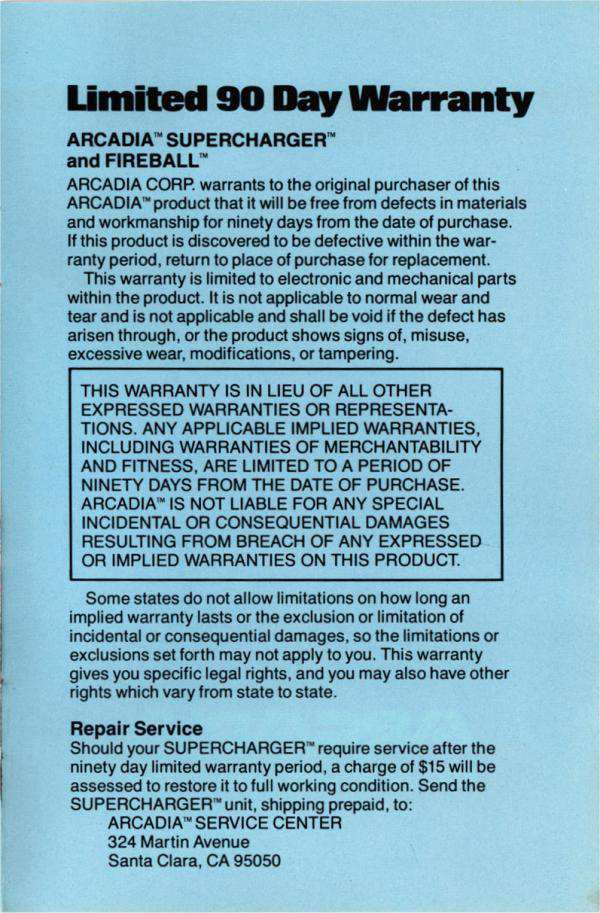 Limited 90 Day Warranty
ARCADIA™ SUPERCHARGER™
and FIREBALL™
ARCADIA CORP. warrants to the original purchaser of this
ARCADIA™ product that it will be free from defects in materials
and workmanship for ninety days from the date of purchase.
If this product is discovered to be defective within the war-
ranty period, return to place of purchase for replacement.
This warranty is limited to electronic and mechanical parts
within the product. It is not applicable to normal wear and
tear and is not applicable and shall be void if the defect has
arisen through, or the product shows signs of, misuse,
excessive wear, modifications, or tampering.
THIS WARRANTY IS IN LIEU OF ALL OTHER
EXPRESSED WARRANTIES OR REPRESENTA-
TIONS. ANY APPLICABLE IMPLIED WARRANTIES,
INCLUDING WARRANTIES OF MERCHANTABILITY
AND FITNESS, ARE LIMITED TO A PERIOD OF
NINETY DAYS FROM THE DATE OF PURCHASE.
ARCADIA™ IS NOT LIABLE FOR ANY SPECIAL
INCIDENTAL OR CONSEQUENTIAL DAMAGES
RESULTING FROM BREACH OF ANY EXPRESSED
OR IMPLIED WARRANTIES ON THIS PRODUCT.
Some states do not allow limitations on how long an
implied warranty lasts or the exclusion or limitation of
incidental or consequential damages, so the limitations or
exclusions set forth may not apply to you. This warranty
gives you specific legal rights, and you may also have other
rights which vary from state to state.
Repair Service
Should your SUPERCHARGER™ require service after the
ninety day limited warranty period, a charge of $15 will be
assessed to restore it to full working condition. Send the
SUPERCHARGER™ unit, shipping prepaid, to:
ARCADIA™ SERVICE CENTER
324 Martin Avenue
Santa Clara, CA 95050